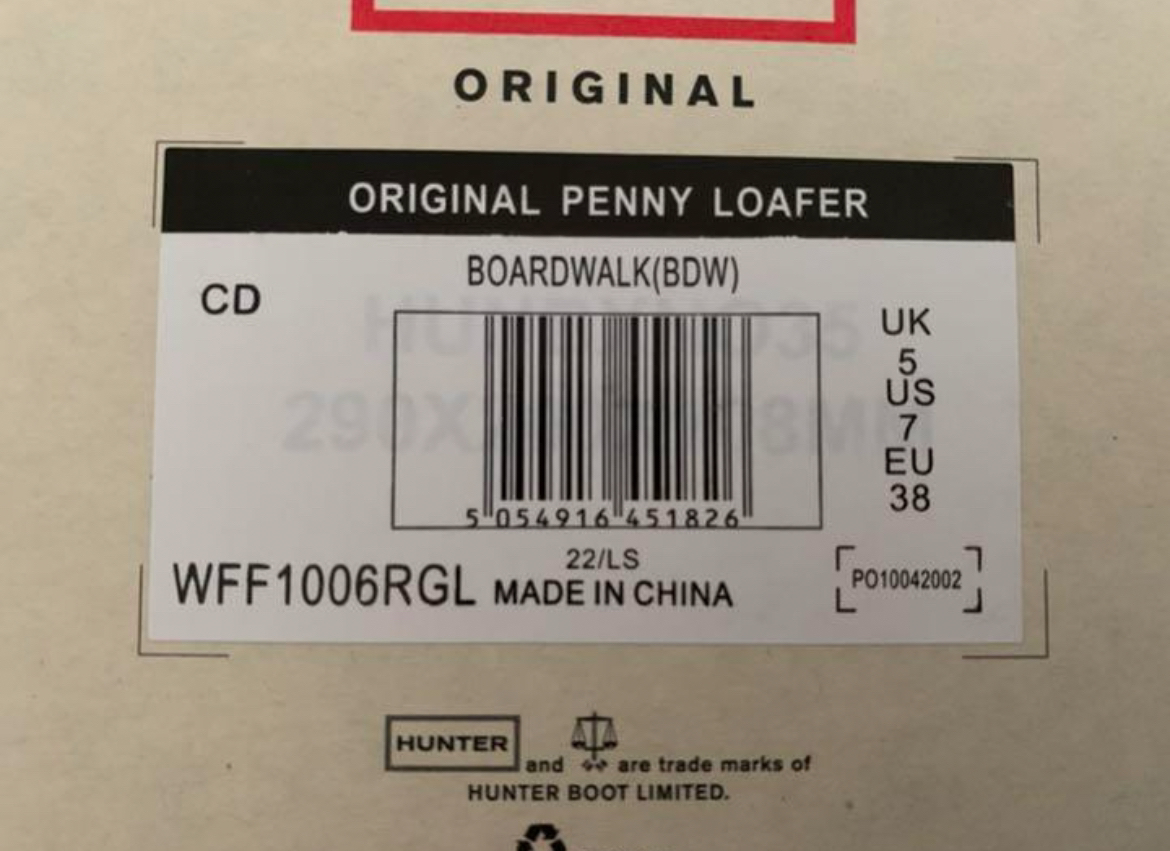 ORIGINAL
ORIGINAL PENNY LOAFER
BOARDWALK(BDW)
CD
UK
5
US
7
EU
38
5 054916 451826
22/LS
WFF1006RGL MADE IN CHINA
PO10042002
HUNTER and are trade marks of
HUNTER BOOT LIMITED.